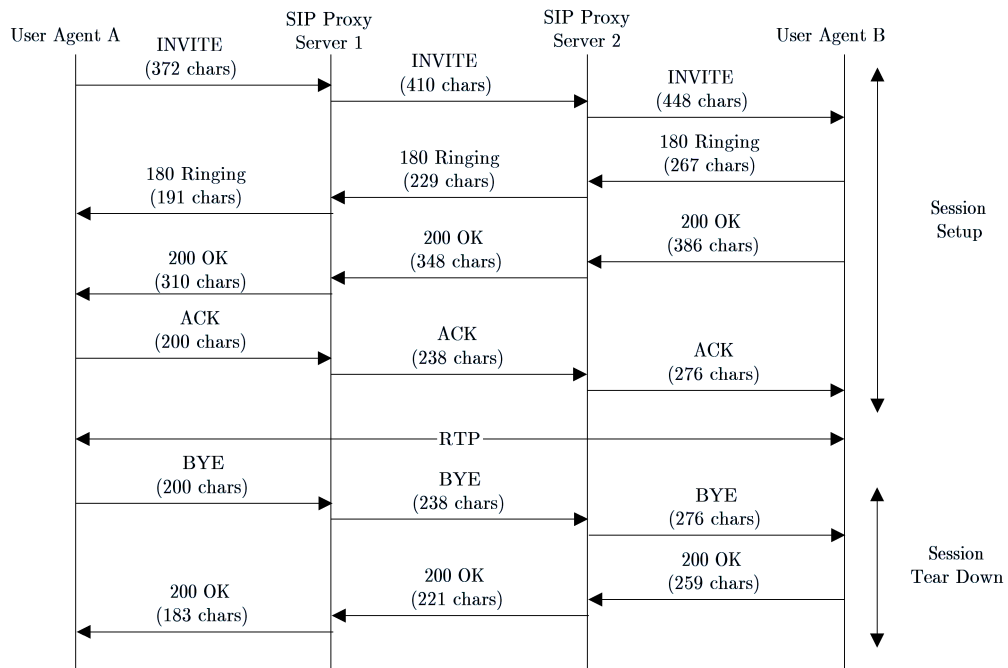 User Agent A
SIP Proxy
Server 1
SIP Proxy
Server 2
User Agent B
INVITE
(372 chars)
INVITE
(410 chars)
INVITE
(448 chars)
180 Ringing
(267 chars)
180 Ringing
(229 chars)
180 Ringing
(191 chars)
200 OK
(386 chars)
200 OK
(348 chars)
200 OK
(310 chars)
ACK
(200 chars)
ACK
(238 chars)
ACK
(276 chars)
Session
Setup
RTP
BYE
(200 chars)
BYE
(238 chars)
BYE
(276 chars)
200 OK
(259 chars)
200 OK
(221 chars)
200 OK
(183 chars)
Session
Tear Down